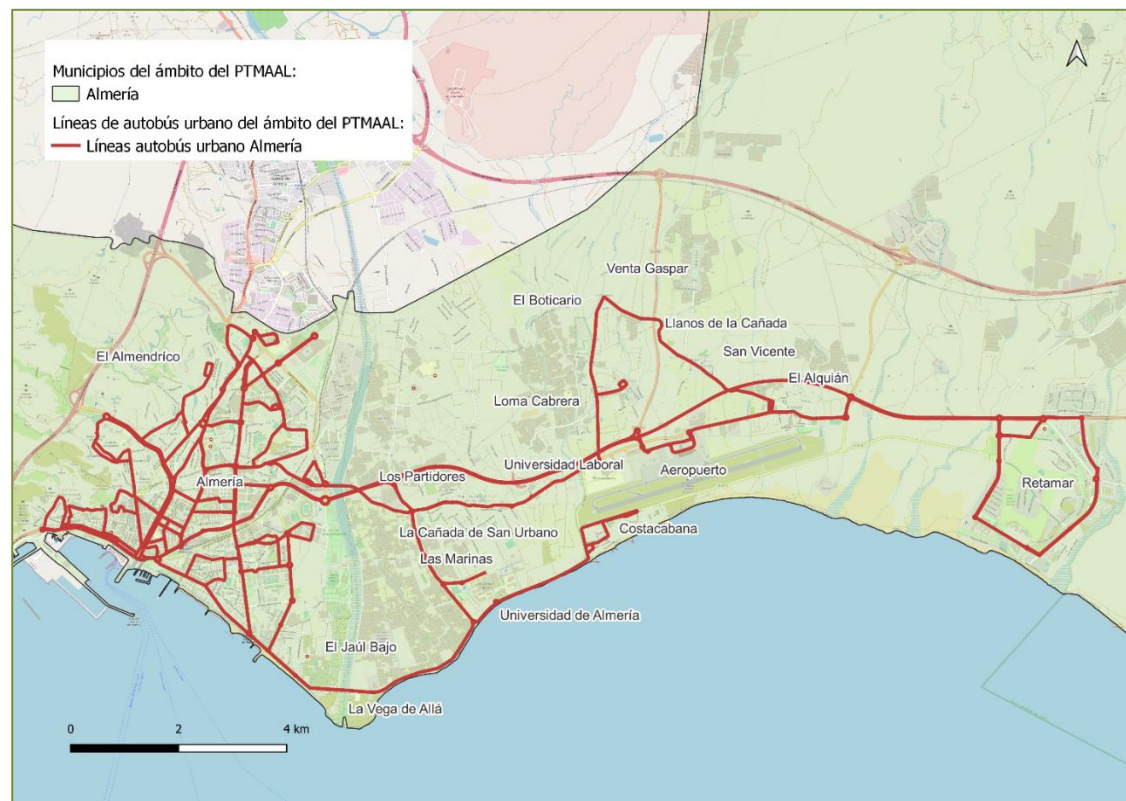 Municipios del ámbito del PTMAAL:
Almería
Líneas de autobús urbano del ámbito del PTMAAL:
Líneas autobús urbano Almería
Venta Gaspar
El Boticario
Llanos de la Cañada
San Vicente
El Almendríco
El Alquián
Loma Cabrera
Universidad Laboral
Los Partidores
Aeropuerto
Almería
Retamar
La Cañada de San Urbano
Costacabana
Las Marinas
Universidad de Almería
El Jaúl Bajo
La Vega de Allá
0 2 4 km